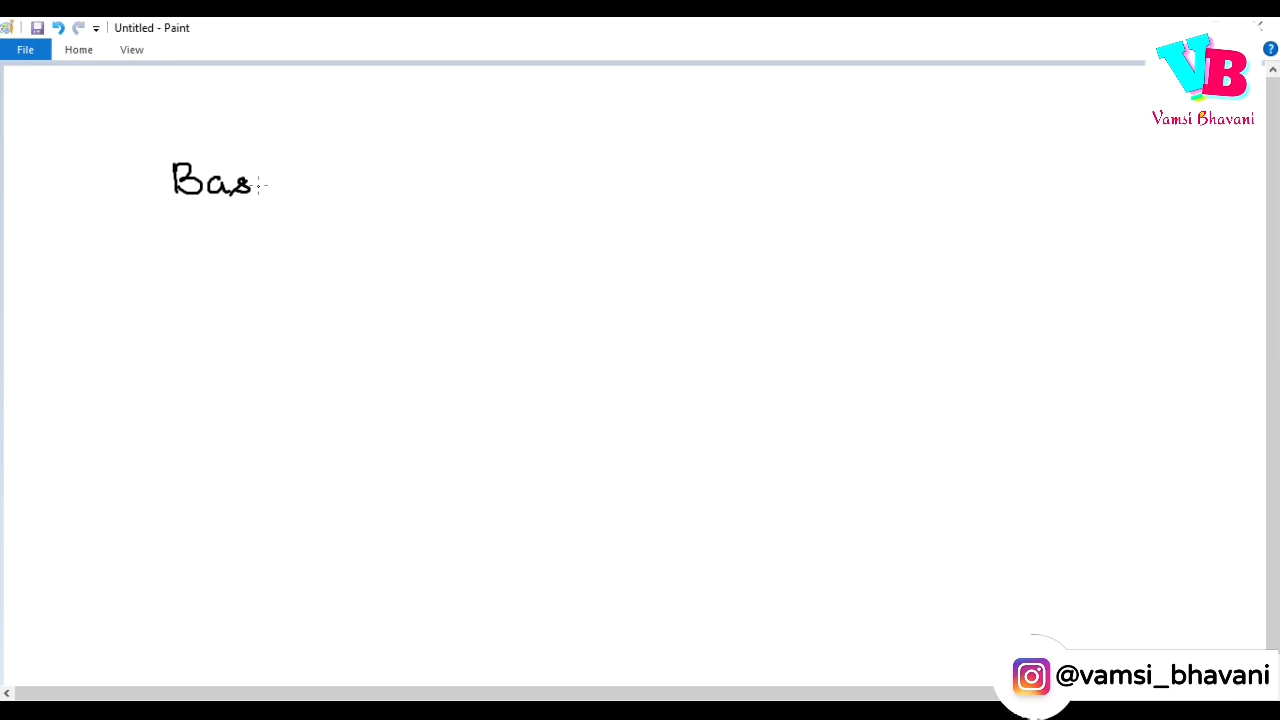 Untitled - Paint
File Home View
VB
Vamsi Bhavani
Bas
@vamsi_bhavani